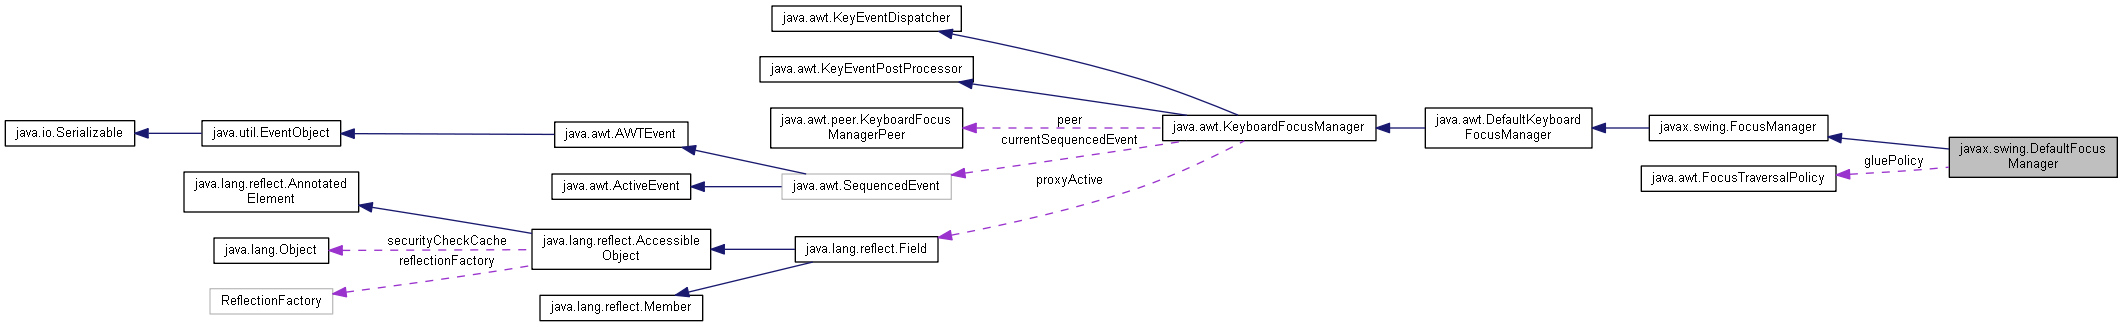 java.awt.KeyEventDispatcher
java.awt.KeyEventPostProcessor
java.awt.peer.KeyboardFocus
ManagerPeer
peer
java.awt.KeyboardFocusManager
java.awt.DefaultKeyboard
FocusManager
javax.swing.FocusManager
javax.swing.DefaultFocus
Manager
gluePolicy
java.awt.FocusTraversalPolicy
java.io.Serializable
java.util.EventObject
java.awt.AWTEvent
currentSequencedEvent
java.awt.ActiveEvent
java.awt.SequencedEvent
proxyActive
java.lang.reflect.Annotated
Element
java.lang.Object
securityCheckCache
reflectionFactory
java.lang.reflect.Accessible
Object
java.lang.reflect.Field
ReflectionFactory
java.lang.reflect.Member